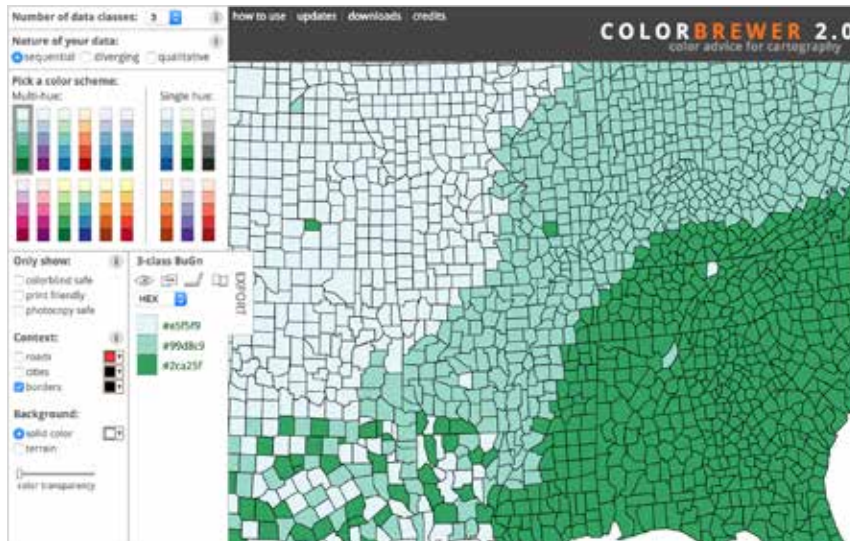 Number of data classes: 3 i
how to use updates downloads credits
COLORBREWER 2.0
color advice for cartography
Nature of your data: i
sequential diverging qualitative
Pick a color scheme:
Multi-hue: Single hue:
Only show: i
colorblind safe
print friendly
photocopy safe
Context: i
roads
cities
borders
Background:
solid color
terrain
color transparency
3-class BuGn
EXPORT
HEX
#e5f5f9
#99d8c9
#2ca25f